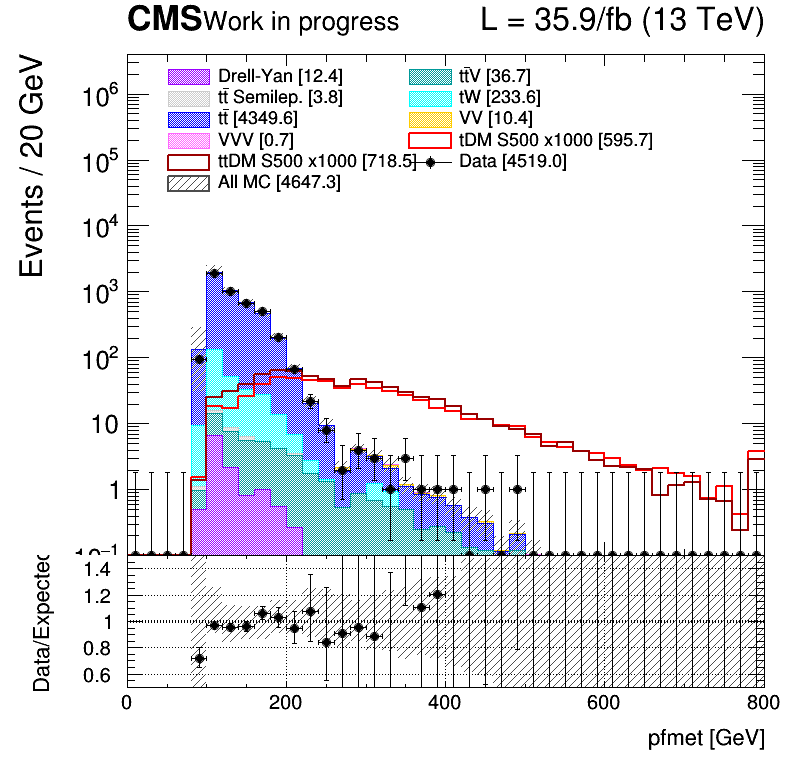 CMS Work in progress L = 35.9/fb (13 TeV)
Events / 20 GeV
Drell-Yan [12.4] tt̄V [36.7]
tt̄ Semilep. [3.8] tW [233.6]
tt̄ [4349.6] VV [10.4]
VVV [0.7] tDM S500 x1000 [595.7]
ttDM S500 x1000 [718.5] Data [4519.0]
All MC [4647.3]
10⁶
10⁵
10⁴
10³
10²
10
1
10⁻¹
Data/Expected
1.4
1.2
1
0.8
0.6
0 200 400 600 800
pfmet [GeV]